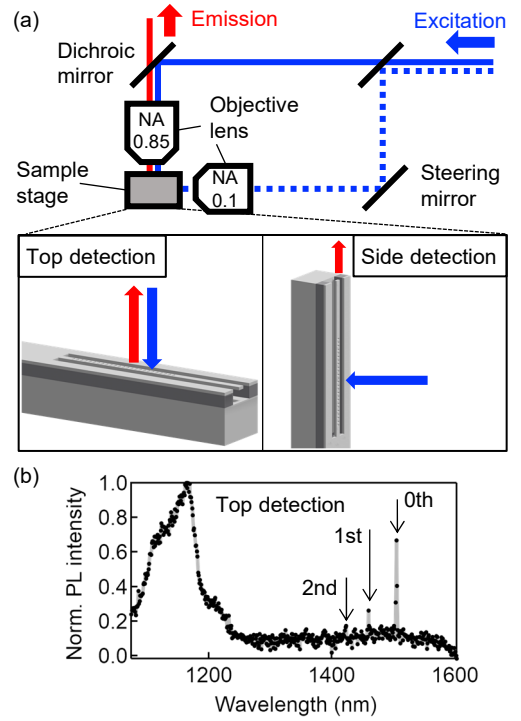 (a)
Emission
Excitation
Dichroic
mirror
Objective
lens
NA
0.85
Sample
stage
NA
0.1
Steering
mirror
Top detection
Side detection
(b)
Top detection
0th
1st
2nd
Norm. PL intensity
1.0
0.8
0.6
0.4
0.2
0.0
1200
1400
1600
Wavelength (nm)